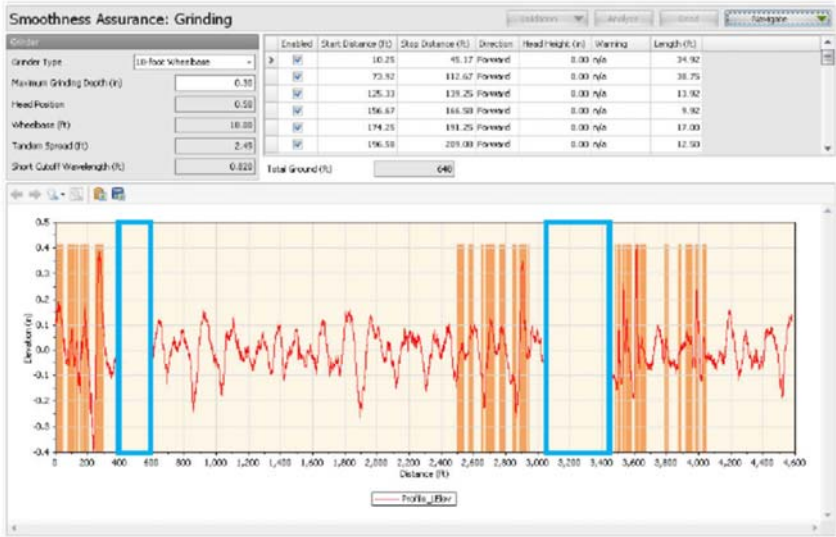 Smoothness Assurance: Grinding
Analyze
Grind
Navigate
Grinder
Grinder Type 18-foot Wheelbase
Maximum Grinding Depth (in) 0.30
Head Position 0.50
Wheelbase (ft) 18.00
Tandem Spread (ft) 2.49
Short Cutoff Wavelength (ft) 0.820
Enabled Start Distance (ft) Stop Distance (ft) Direction Head Height (in) Warning Length (ft)
10.25 45.17 Forward 0.00 n/a 34.92
73.92 112.67 Forward 0.00 n/a 38.75
125.33 139.25 Forward 0.00 n/a 13.92
156.67 166.58 Forward 0.00 n/a 9.92
174.25 191.25 Forward 0.00 n/a 17.00
196.50 209.00 Forward 0.00 n/a 12.50
Total Ground (ft) 640
Elevation (in)
0.5
0.4
0.3
0.2
0.1
0.0
-0.1
-0.2
-0.3
-0.4
0 200 400 600 800 1,000 1,200 1,400 1,600 1,800 2,000 2,200 2,400 2,600 2,800 3,000 3,200 3,400 3,600 3,800 4,000 4,200 4,400 4,600
Distance (ft)
Profile_LElev